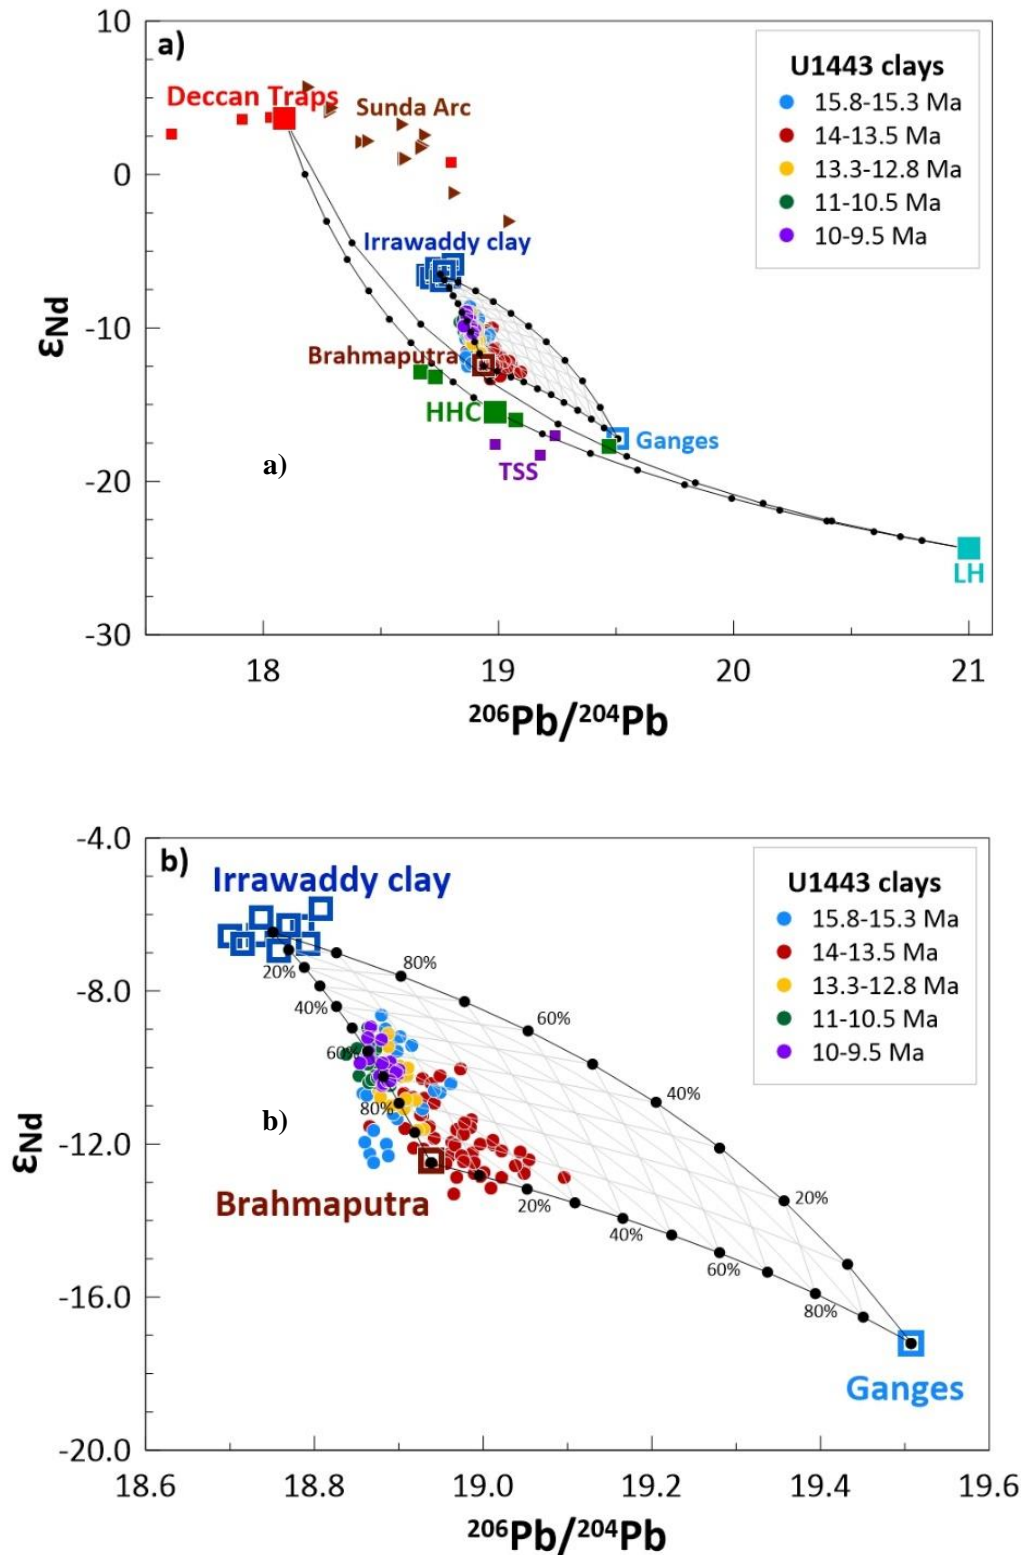 10
a)
U1443 clays
15.8-15.3 Ma
14-13.5 Ma
13.3-12.8 Ma
11-10.5 Ma
10-9.5 Ma
Deccan Traps
Sunda Arc
0
Irrawaddy clay
εNd
-10
Brahmaputra
HHC
Ganges
a)
TSS
-20
LH
-30
18 19 20 21
²⁰⁶Pb/²⁰⁴Pb
-4.0
b)
U1443 clays
15.8-15.3 Ma
14-13.5 Ma
13.3-12.8 Ma
11-10.5 Ma
10-9.5 Ma
Irrawaddy clay
20%
80%
-8.0
40%
60%
60%
40%
80%
b)
εNd
-12.0
20%
Brahmaputra
20%
40%
60%
80%
-16.0
Ganges
-20.0
18.6 18.8 19.0 19.2 19.4 19.6
²⁰⁶Pb/²⁰⁴Pb